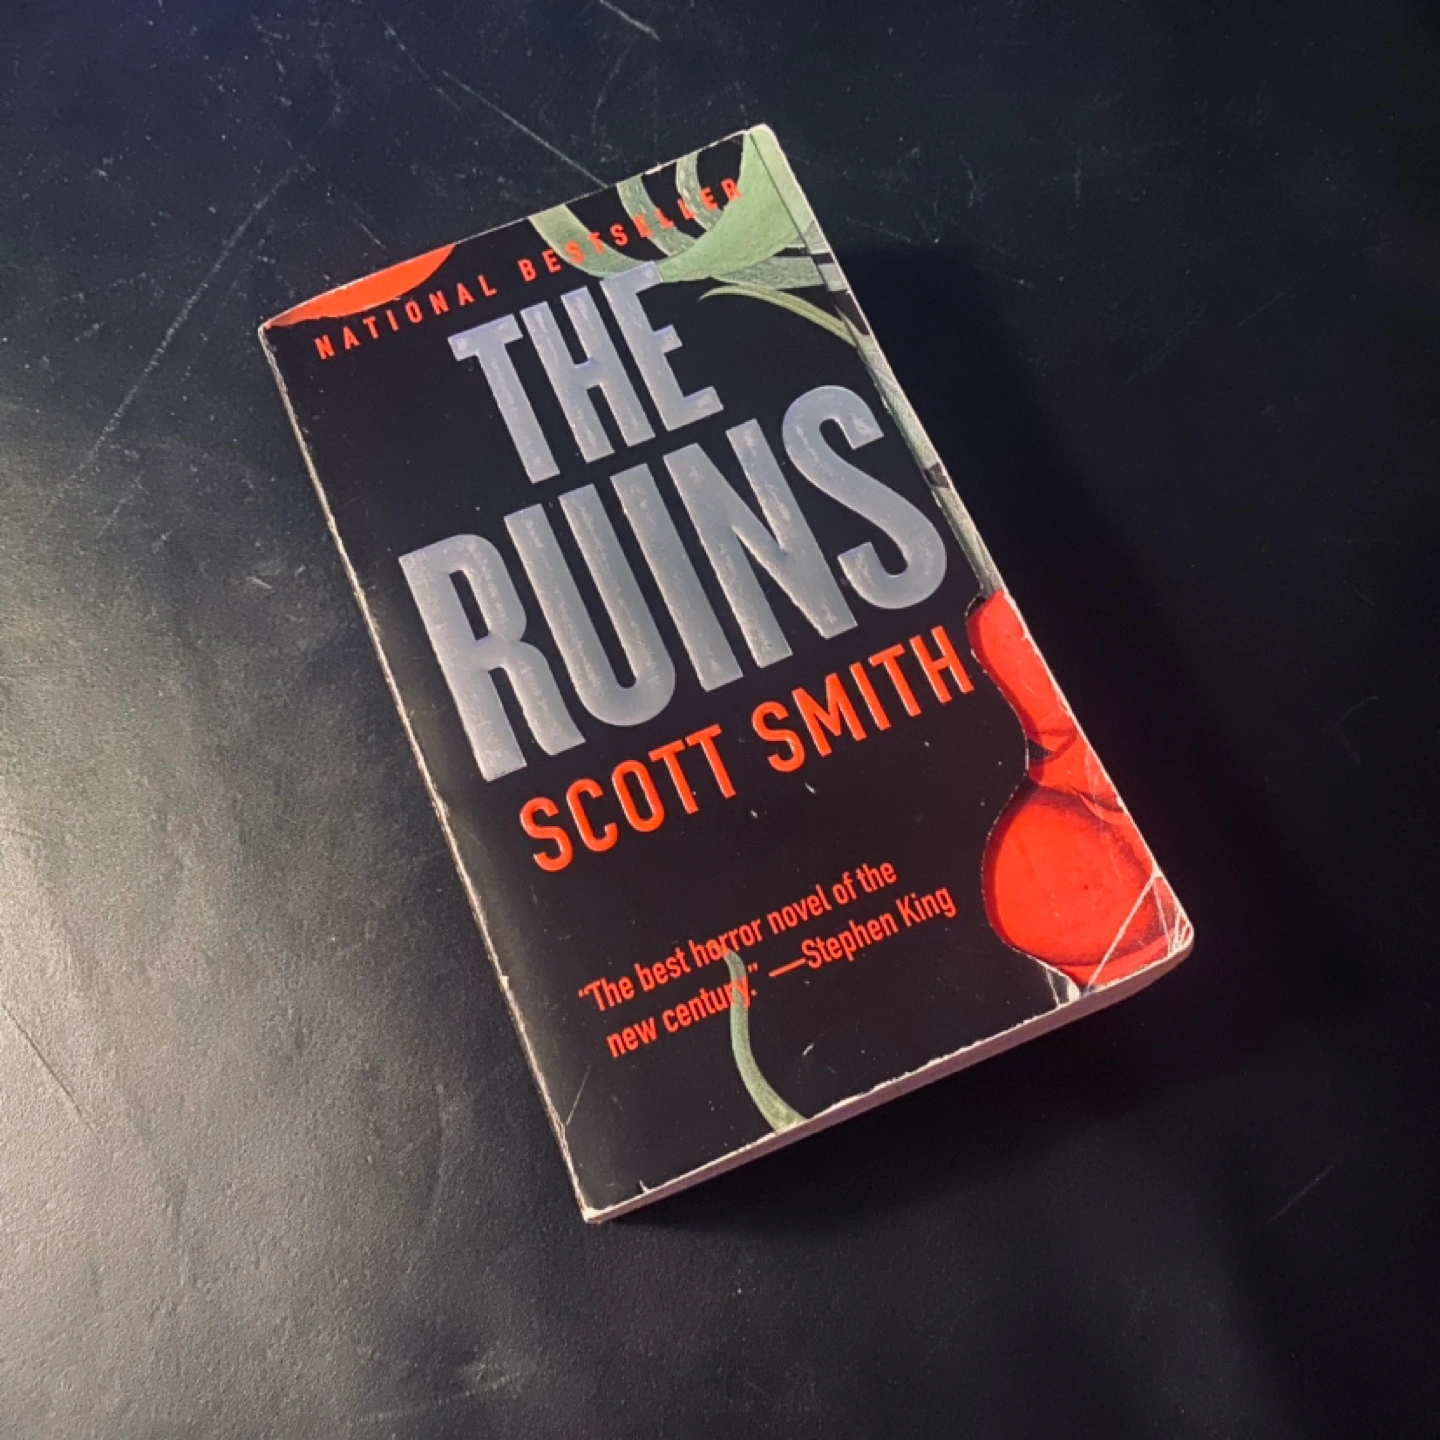 NATIONAL BESTSELLER
THE
RUINS
SCOTT SMITH
“The best horror novel of the
new century.” —Stephen King